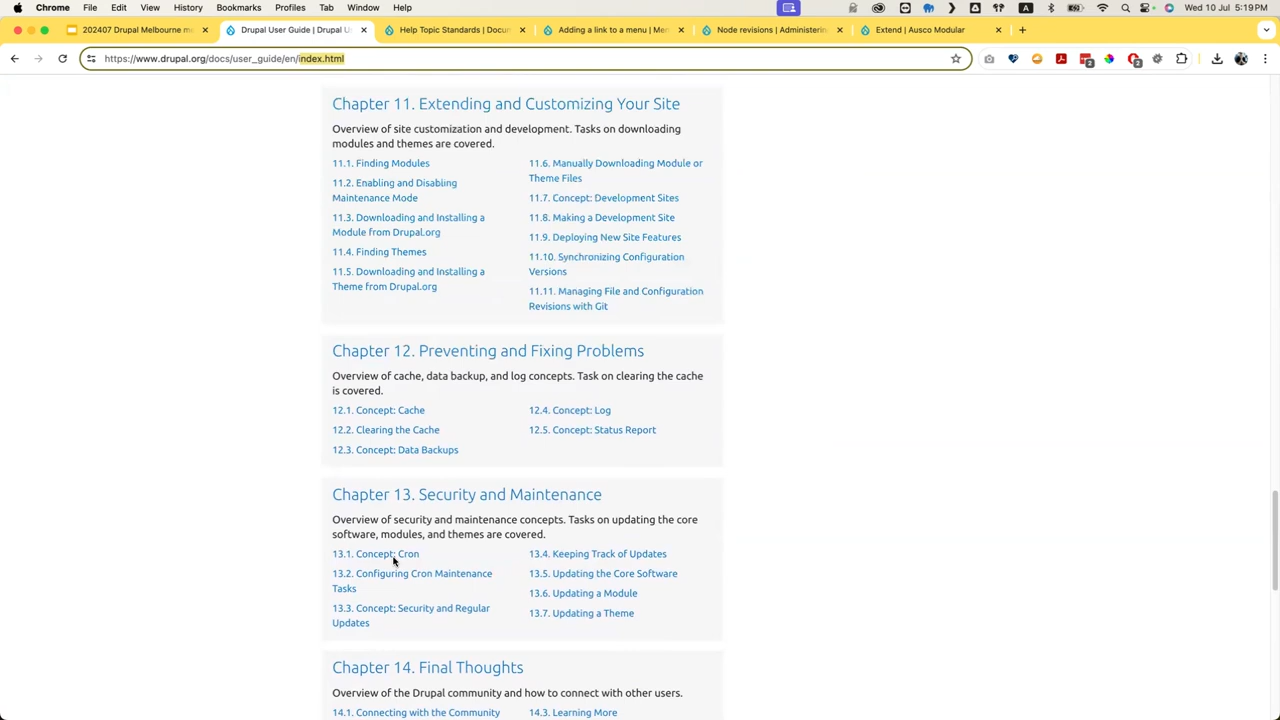 Chrome File Edit View History Bookmarks Profiles Tab Window Help
Wed 10 Jul 5:19PM
202407 Drupal Melbourne m
Drupal User Guide | Drupal U
Help Topic Standards | Docu
Adding a link to a menu | Men
Node revisions | Administerin
Extend | Ausco Modular
https://www.drupal.org/docs/user_guide/en/index.html
Chapter 11. Extending and Customizing Your Site
Overview of site customization and development. Tasks on downloading
modules and themes are covered.
11.1. Finding Modules
11.2. Enabling and Disabling
Maintenance Mode
11.3. Downloading and Installing a
Module from Drupal.org
11.4. Finding Themes
11.5. Downloading and Installing a
Theme from Drupal.org
11.6. Manually Downloading Module or
Theme Files
11.7. Concept: Development Sites
11.8. Making a Development Site
11.9. Deploying New Site Features
11.10. Synchronizing Configuration
Versions
11.11. Managing File and Configuration
Revisions with Git
Chapter 12. Preventing and Fixing Problems
Overview of cache, data backup, and log concepts. Task on clearing the cache
is covered.
12.1. Concept: Cache
12.2. Clearing the Cache
12.3. Concept: Data Backups
12.4. Concept: Log
12.5. Concept: Status Report
Chapter 13. Security and Maintenance
Overview of security and maintenance concepts. Tasks on updating the core
software, modules, and themes are covered.
13.1. Concept: Cron
13.2. Configuring Cron Maintenance
Tasks
13.3. Concept: Security and Regular
Updates
13.4. Keeping Track of Updates
13.5. Updating the Core Software
13.6. Updating a Module
13.7. Updating a Theme
Chapter 14. Final Thoughts
Overview of the Drupal community and how to connect with other users.
14.1. Connecting with the Community
14.3. Learning More